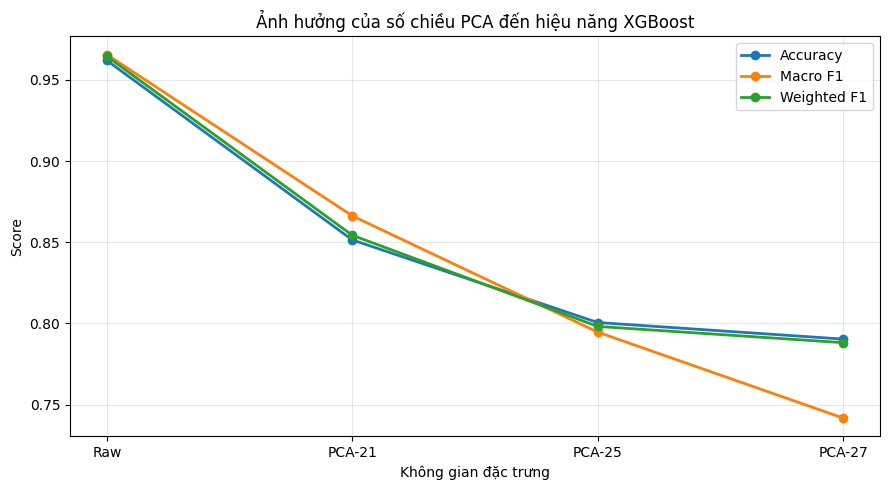 Ảnh hưởng của số chiều PCA đến hiệu năng XGBoost
Accuracy
Macro F1
Weighted F1
Score
0.95
0.90
0.85
0.80
0.75
Raw
PCA-21
PCA-25
PCA-27
Không gian đặc trưng